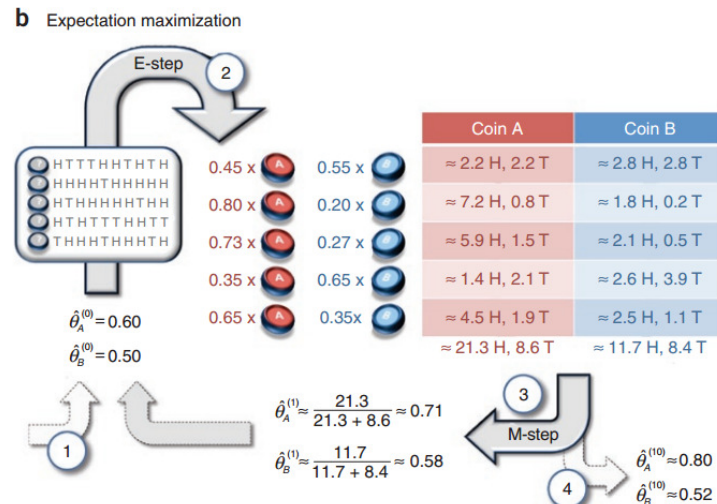 b Expectation maximization
E-step
2
? HTTTHHTHTH
? HHHHTHHHHH
? HTHHHHHTHH
? HTHTTTHHTT
? THHHTHHHTH
0.45 x A 0.55 x B
0.80 x A 0.20 x B
0.73 x A 0.27 x B
0.35 x A 0.65 x B
0.65 x A 0.35x B
Coin A Coin B
≈ 2.2 H, 2.2 T ≈ 2.8 H, 2.8 T
≈ 7.2 H, 0.8 T ≈ 1.8 H, 0.2 T
≈ 5.9 H, 1.5 T ≈ 2.1 H, 0.5 T
≈ 1.4 H, 2.1 T ≈ 2.6 H, 3.9 T
≈ 4.5 H, 1.9 T ≈ 2.5 H, 1.1 T
≈ 21.3 H, 8.6 T ≈ 11.7 H, 8.4 T
θ̂_A^(0) = 0.60
θ̂_B^(0) = 0.50
1
θ̂_A^(1) ≈ 21.3 / 21.3 + 8.6 ≈ 0.71
θ̂_B^(1) ≈ 11.7 / 11.7 + 8.4 ≈ 0.58
3
M-step
4
θ̂_A^(10) ≈ 0.80
θ̂_B^(10) ≈ 0.52